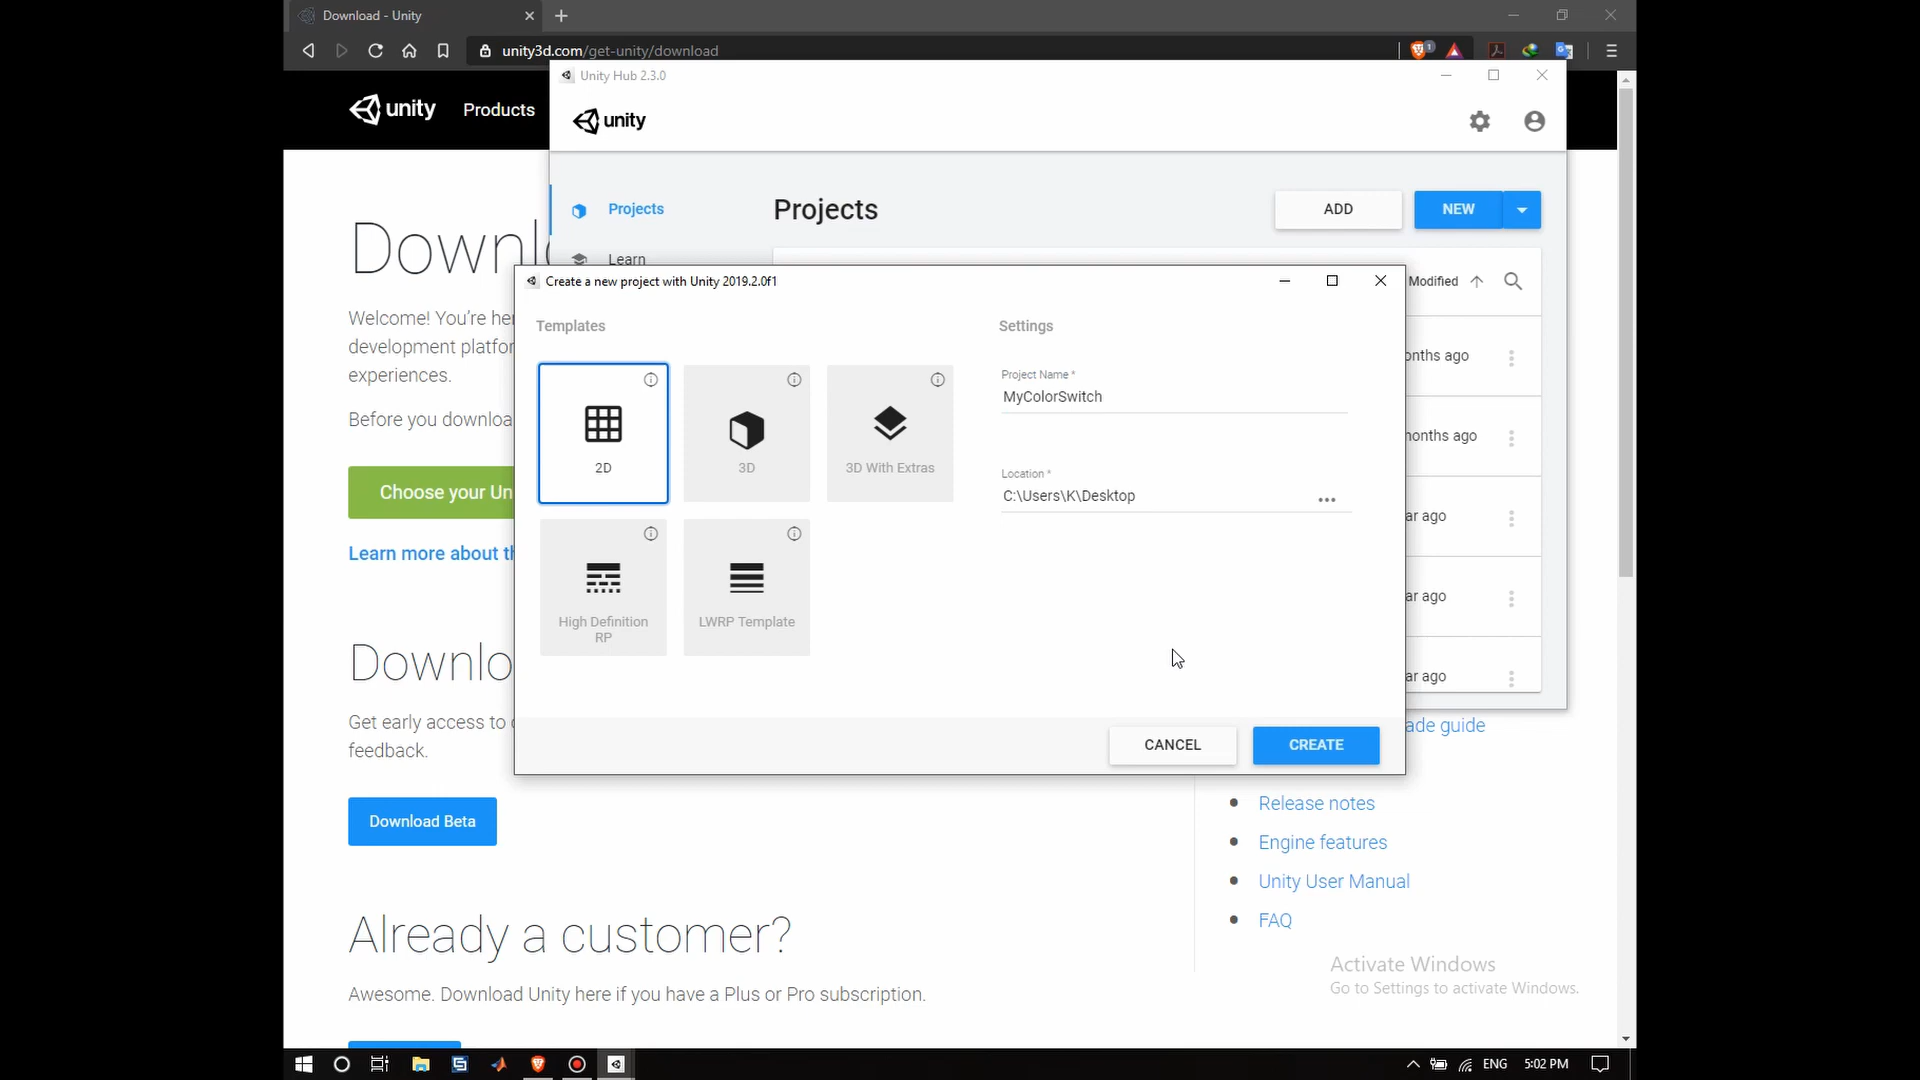 Download - Unity
unity3d.com/get-unity/download
1
unity
Products
Unity Hub 2.3.0
unity
Projects
Learn
Projects
ADD
NEW
Modified
onths ago
months ago
ar ago
ar ago
ar ago
Create a new project with Unity 2019.2.0f1
Templates
2D
3D
3D With Extras
High Definition
RP
LWRP Template
Settings
Project Name *
MyColorSwitch
Location *
C:\Users\K\Desktop
CANCEL
CREATE
Downl
Welcome! You're he
development platfor
experiences.
Before you downloa
Choose your Un
Learn more about t
Downlo
Get early access to
feedback.
Download Beta
ade guide
Release notes
Engine features
Unity User Manual
FAQ
Already a customer?
Awesome. Download Unity here if you have a Plus or Pro subscription.
Activate Windows
Go to Settings to activate Windows.
ENG
5:02 PM